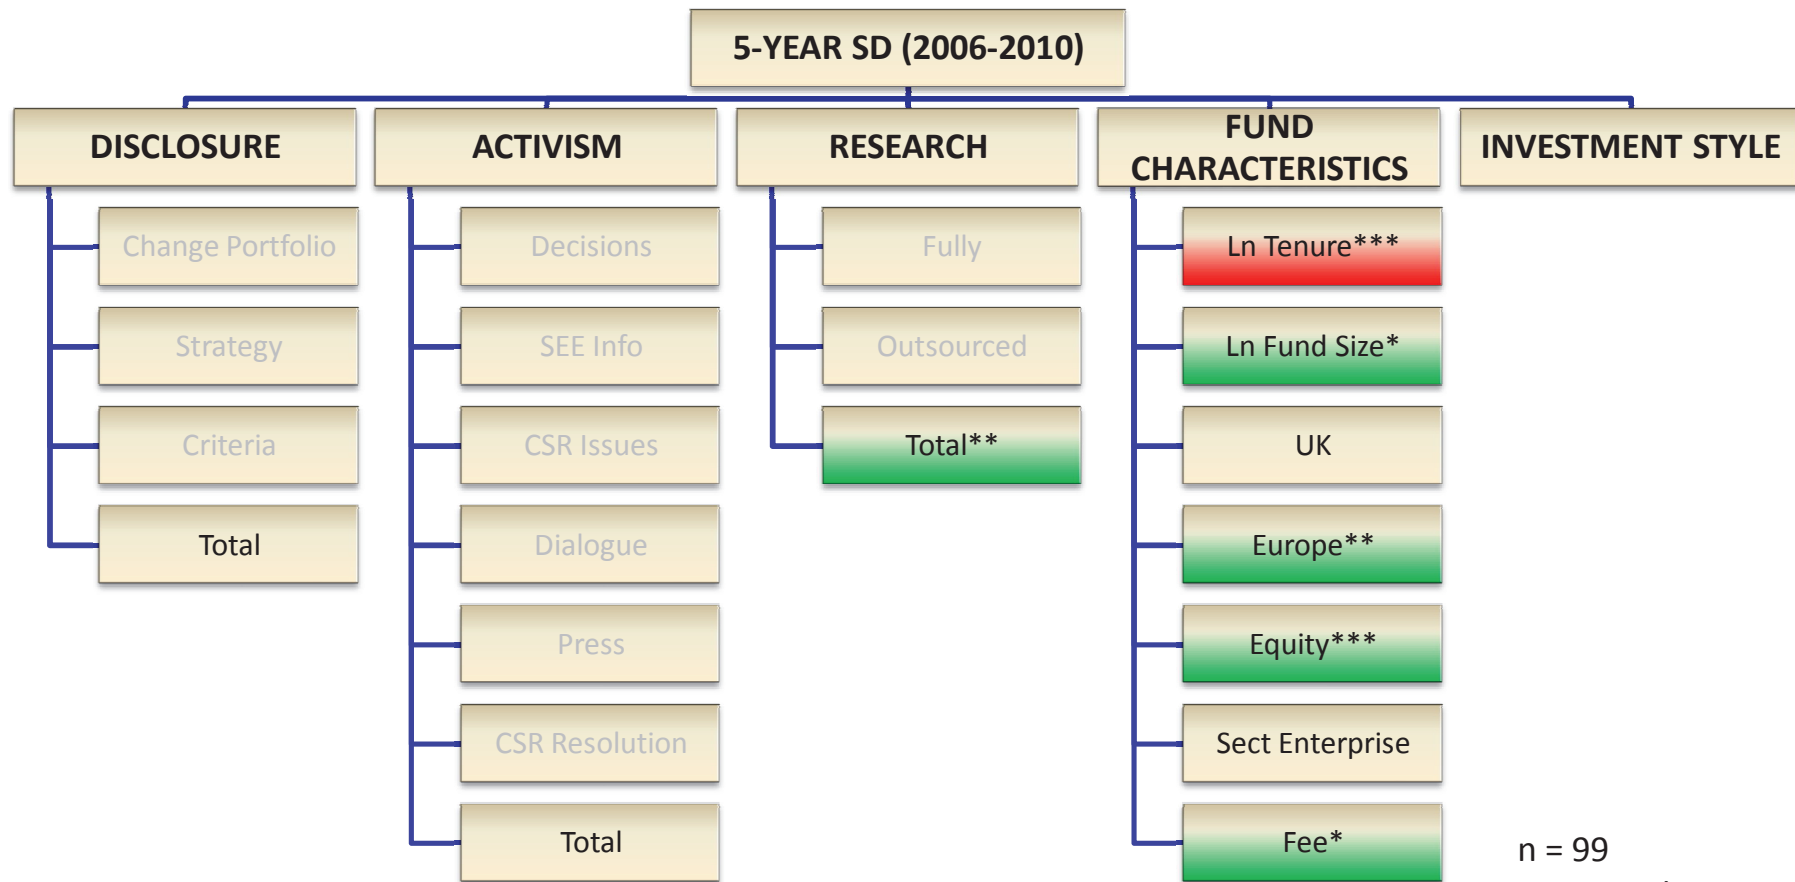 5-YEAR SD (2006-2010)
DISCLOSURE
Change Portfolio
Strategy
Criteria
Total
ACTIVISM
Decisions
SEE Info
CSR Issues
Dialogue
Press
CSR Resolution
Total
RESEARCH
Fully
Outsourced
Total**
FUND
CHARACTERISTICS
Ln Tenure***
Ln Fund Size*
UK
Europe**
Equity***
Sect Enterprise
Fee*
INVESTMENT STYLE
n = 99